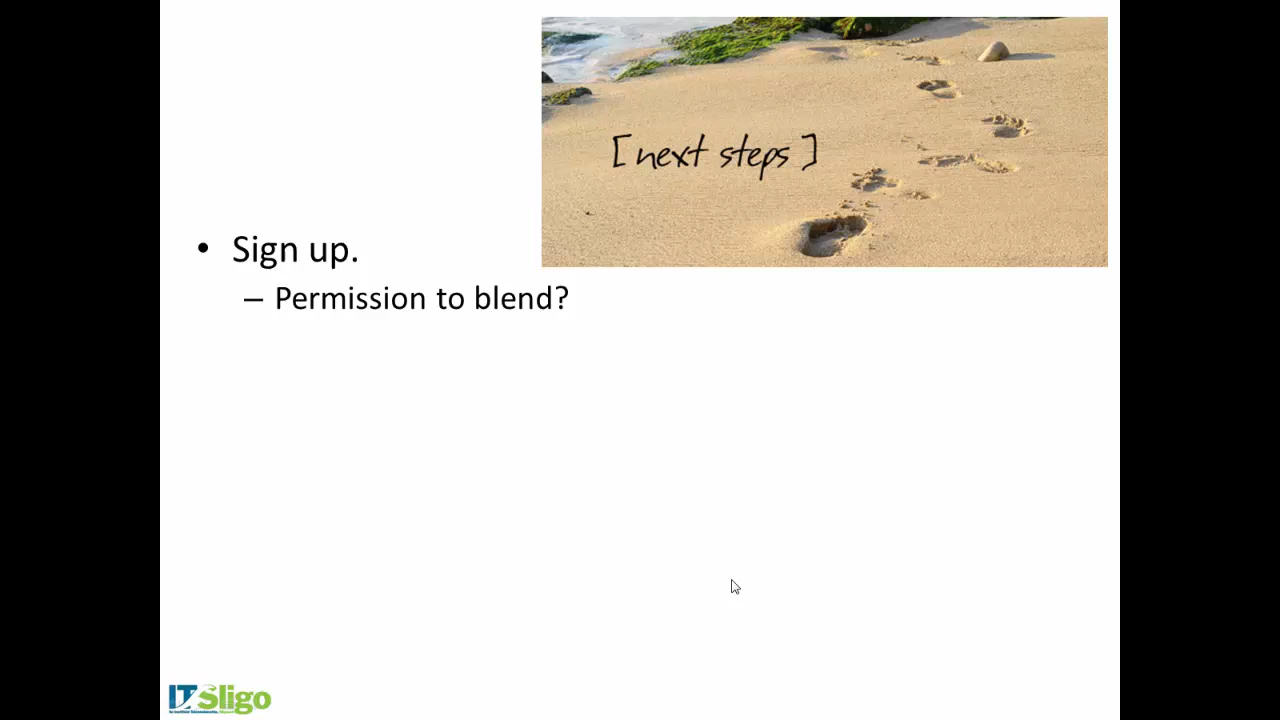 [next steps]
• Sign up.
– Permission to blend?
IT Sligo